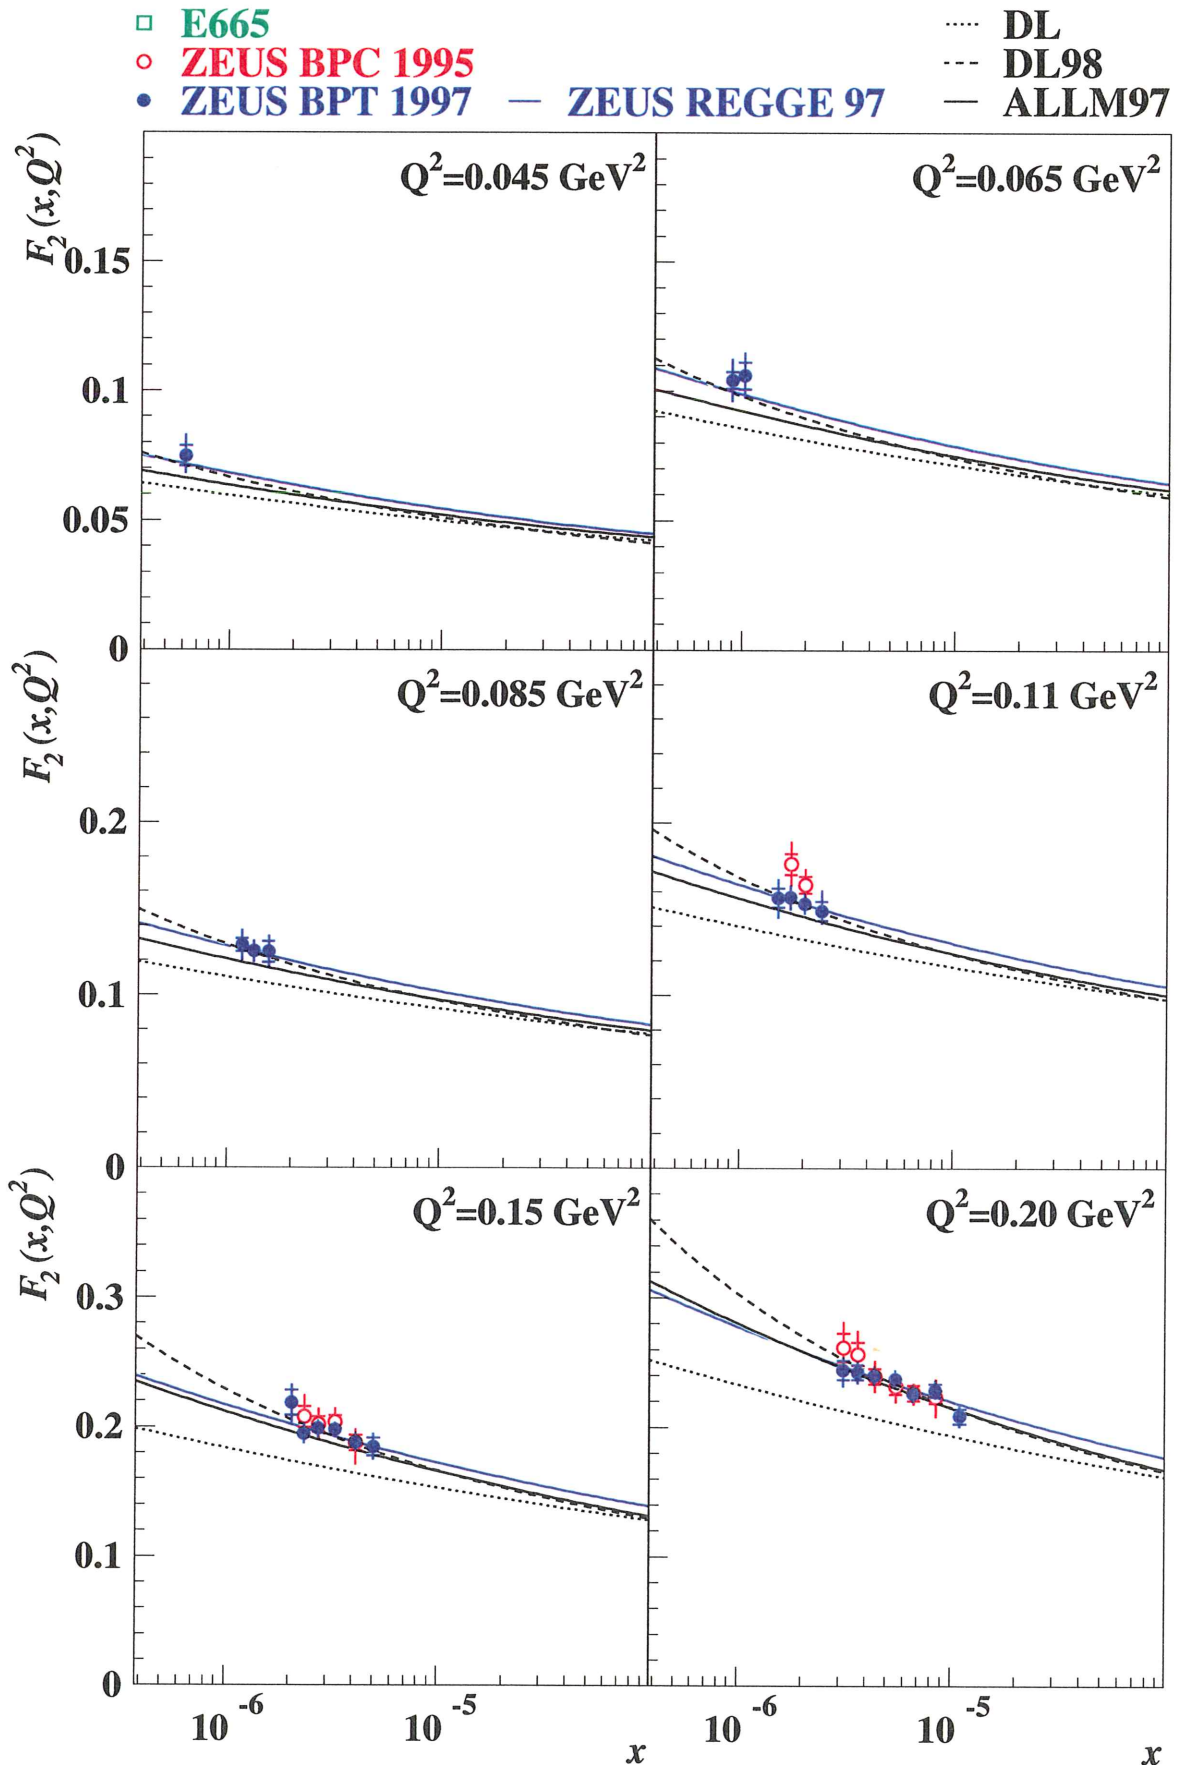 E665
DL
ZEUS BPC 1995
DL98
ZEUS BPT 1997 — ZEUS REGGE 97
ALLM97
F₂(x,Q²)
Q²=0.045 GeV²
Q²=0.065 GeV²
0.15
0.1
0.05
0
F₂(x,Q²)
Q²=0.085 GeV²
Q²=0.11 GeV²
0.2
0.1
0
F₂(x,Q²)
Q²=0.15 GeV²
Q²=0.20 GeV²
0.3
0.2
0.1
0
10⁻⁶ 10⁻⁵ 10⁻⁶ 10⁻⁵
x x